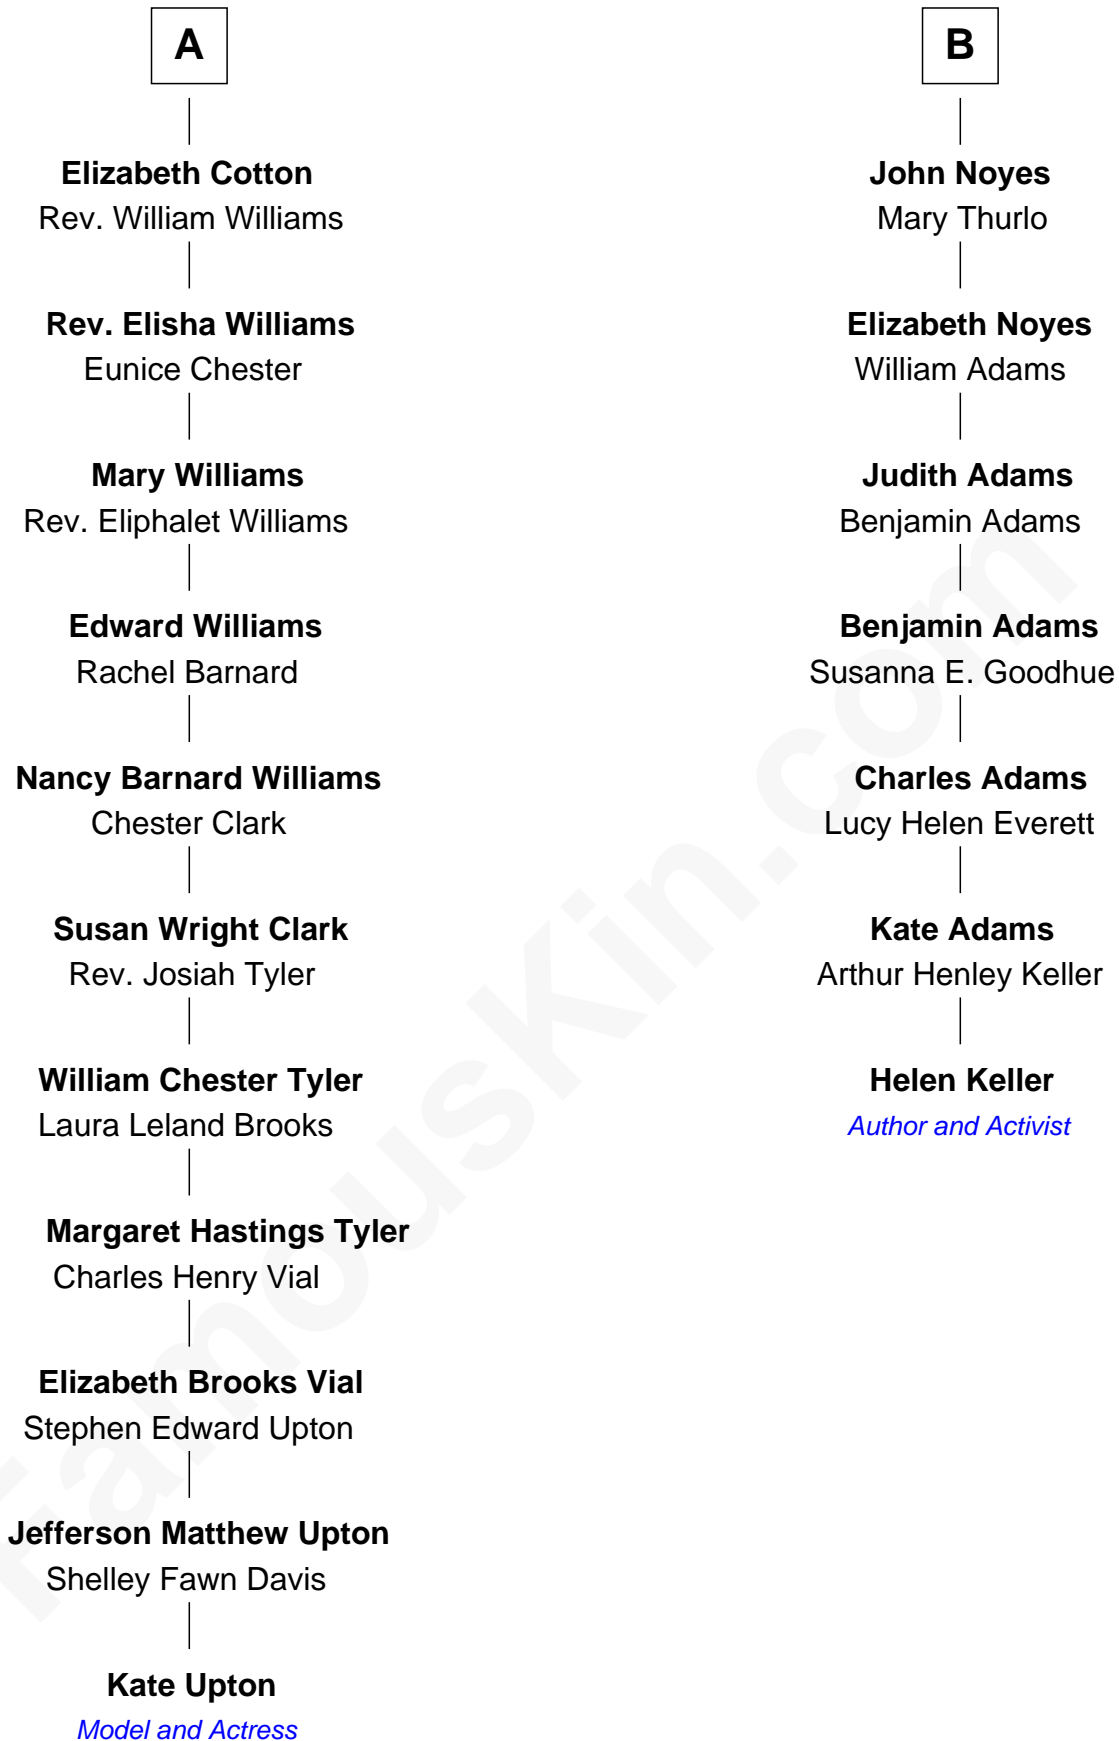 A
Elizabeth Cotton
Rev. William Williams
Rev. Elisha Williams
Eunice Chester
Mary Williams
Rev. Eliphalet Williams
Edward Williams
Rachel Barnard
Nancy Barnard Williams
Chester Clark
Susan Wright Clark
Rev. Josiah Tyler
William Chester Tyler
Laura Leland Brooks
Margaret Hastings Tyler
Charles Henry Vial
Elizabeth Brooks Vial
Stephen Edward Upton
Jefferson Matthew Upton
Shelley Fawn Davis
Kate Upton
Model and Actress
B
John Noyes
Mary Thurlo
Elizabeth Noyes
William Adams
Judith Adams
Benjamin Adams
Benjamin Adams
Susanna E. Goodhue
Charles Adams
Lucy Helen Everett
Kate Adams
Arthur Henley Keller
Helen Keller
Author and Activist
FamousKin.com